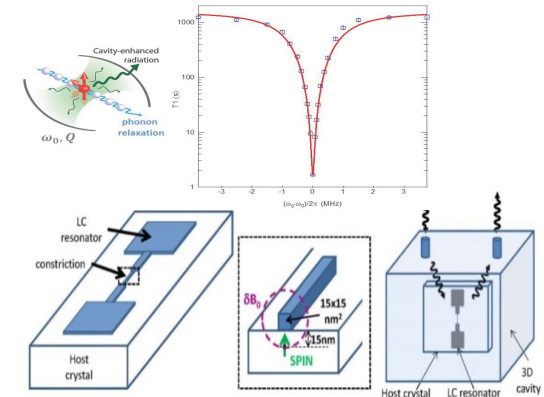 Cavity-enhanced
radiation
phonon
relaxation
ω₀, Q
1000
100
10
1
T1 (s)
-3
-2
-1
0
1
2
3
(ωₛ-ω₀)/2π (MHz)
LC
resonator
constriction
Host
crystal
δB₀
15x15
nm²
15nm
SPIN
3D
cavity
Host crystal
LC resonator